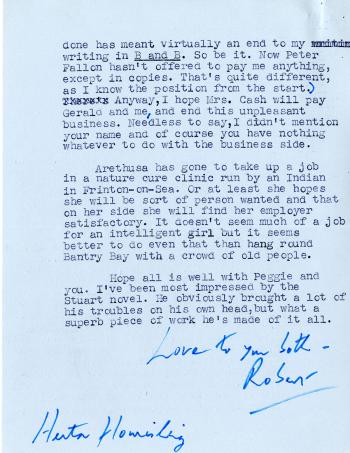 done has meant virtually an end to my
writing in B and B. So be it. Now Peter
Fallon hasn't offered to pay me anything,
except in copies. That's quite different,
as I know the position from the start.)
Anyway, I hope Mrs. Cash will pay
Gerald and me, and end this unpleasant
business. Needless to say, I didn't mention
your name and of course you have nothing
whatever to do with the business side.
Arethusa has gone to take up a job
in a nature cure clinic run by an Indian
in Frinton-on-Sea. Or at least she hopes
she will be sort of person wanted and that
on her side she will find her employer
satisfactory. It doesn't seem much of a job
for an intelligent girl but it seems
better to do even that than hang round
Bantry Bay with a crowd of old people.
Hope all is well with Peggie and
you. I've been most impressed by the
Stuart novel. He obviously brought a lot of
his troubles on his own head, but what a
superb piece of work he's made of it all.
Love to you both -
Robert